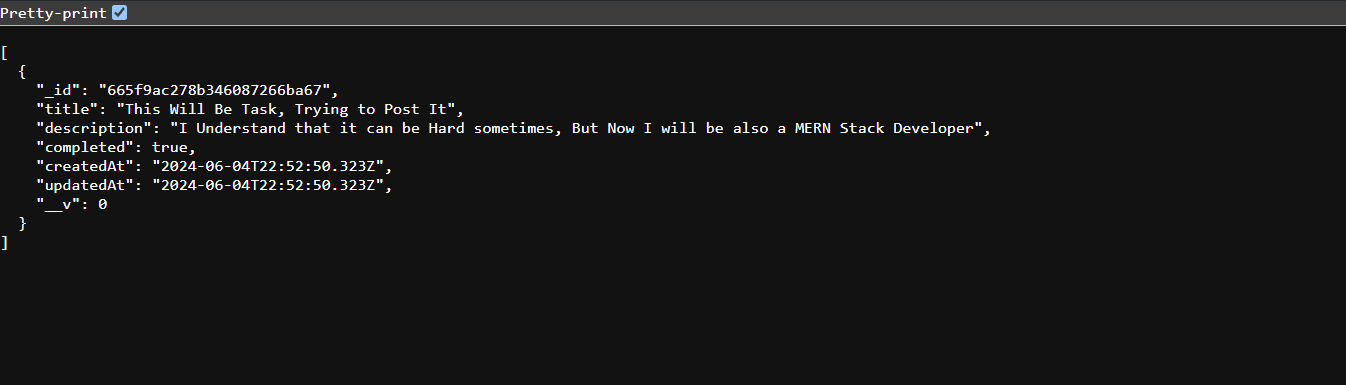 Pretty-print
[
  {
    "_id": "665f9ac278b346087266ba67",
    "title": "This Will Be Task, Trying to Post It",
    "description": "I Understand that it can be Hard sometimes, But Now I will be also a MERN Stack Developer",
    "completed": true,
    "createdAt": "2024-06-04T22:52:50.323Z",
    "updatedAt": "2024-06-04T22:52:50.323Z",
    "__v": 0
  }
]